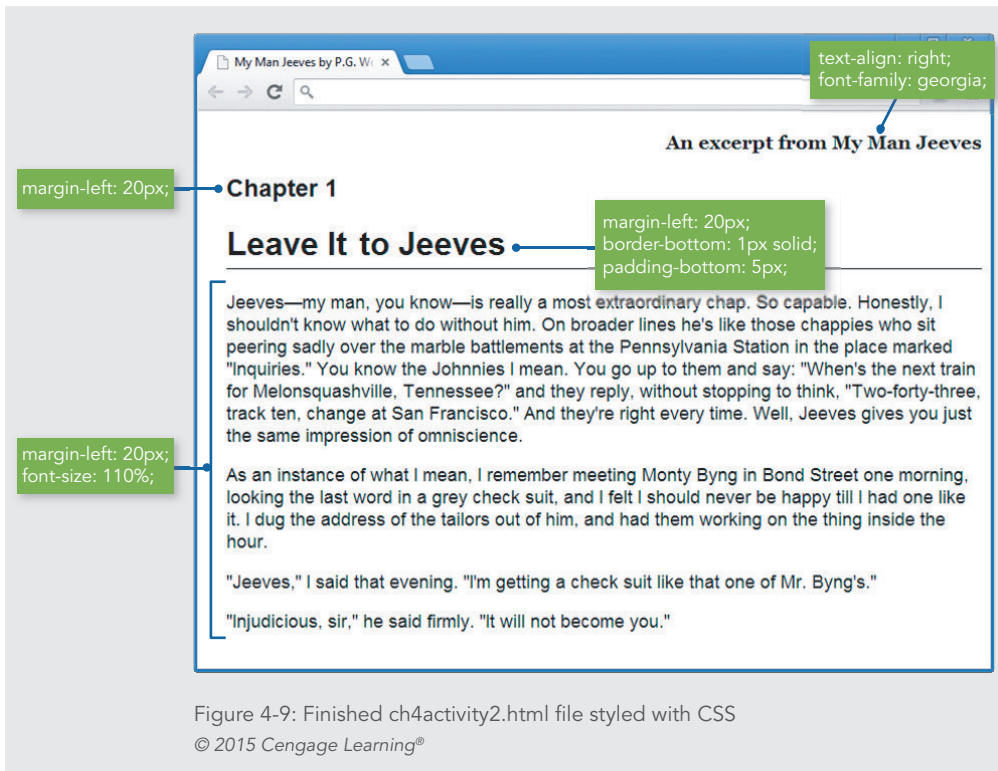 My Man Jeeves by P.G. W
text-align: right;
font-family: georgia;
An excerpt from My Man Jeeves
margin-left: 20px;
Chapter 1
margin-left: 20px;
border-bottom: 1px solid;
padding-bottom: 5px;
Leave It to Jeeves
Jeeves—my man, you know—is really a most extraordinary chap. So capable. Honestly, I
shouldn't know what to do without him. On broader lines he's like those chappies who sit
peering sadly over the marble battlements at the Pennsylvania Station in the place marked
"Inquiries." You know the Johnnies I mean. You go up to them and say: "When's the next train
for Melonsquashville, Tennessee?" and they reply, without stopping to think, "Two-forty-three,
track ten, change at San Francisco." And they're right every time. Well, Jeeves gives you just
the same impression of omniscience.
margin-left: 20px;
font-size: 110%;
As an instance of what I mean, I remember meeting Monty Byng in Bond Street one morning,
looking the last word in a grey check suit, and I felt I should never be happy till I had one like
it. I dug the address of the tailors out of him, and had them working on the thing inside the
hour.
"Jeeves," I said that evening. "I'm getting a check suit like that one of Mr. Byng's."
"Injudicious, sir," he said firmly. "It will not become you."
Figure 4-9: Finished ch4activity2.html file styled with CSS
© 2015 Cengage Learning®